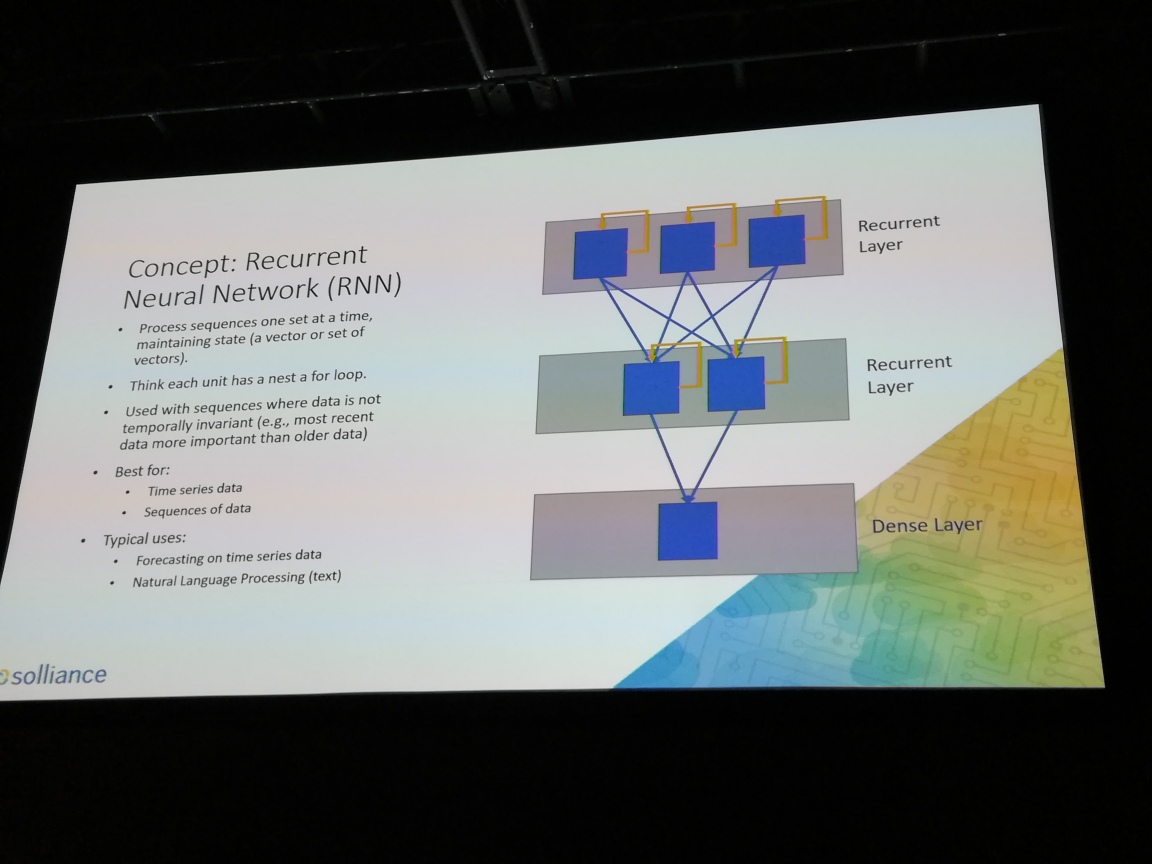 Concept: Recurrent
Neural Network (RNN)
• Process sequences one set at a time,
maintaining state (a vector or set of
vectors).
• Think each unit has a nest a for loop.
• Used with sequences where data is not
temporally invariant (e.g., most recent
data more important than older data)
• Best for:
• Time series data
• Sequences of data
• Typical uses:
• Forecasting on time series data
• Natural Language Processing (text)
Recurrent
Layer
Recurrent
Layer
Dense Layer
solliance